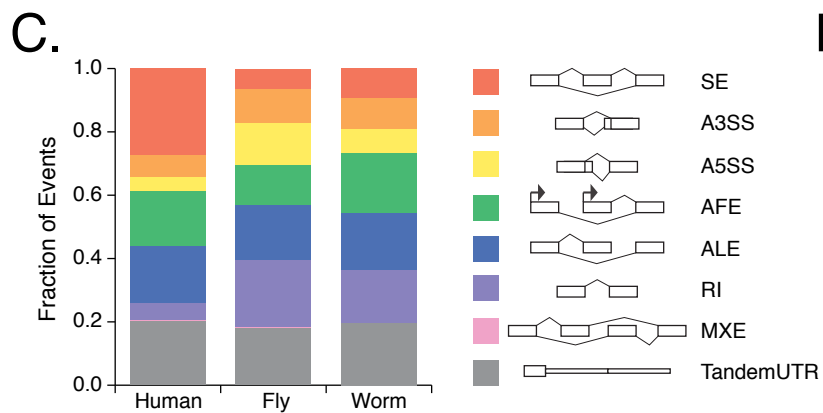 C.
1.0
0.8
0.6
0.4
0.2
0.0
Fraction of Events
Human Fly Worm
SE
A3SS
A5SS
AFE
ALE
RI
MXE
TandemUTR